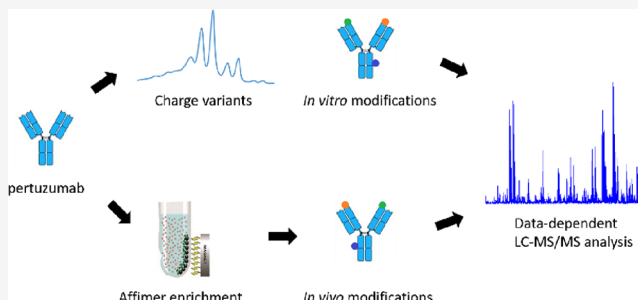 Charge variants
In vitro modifications
pertuzumab
Data-dependent
LC-MS/MS analysis
Affimer enrichment
In vivo modifications